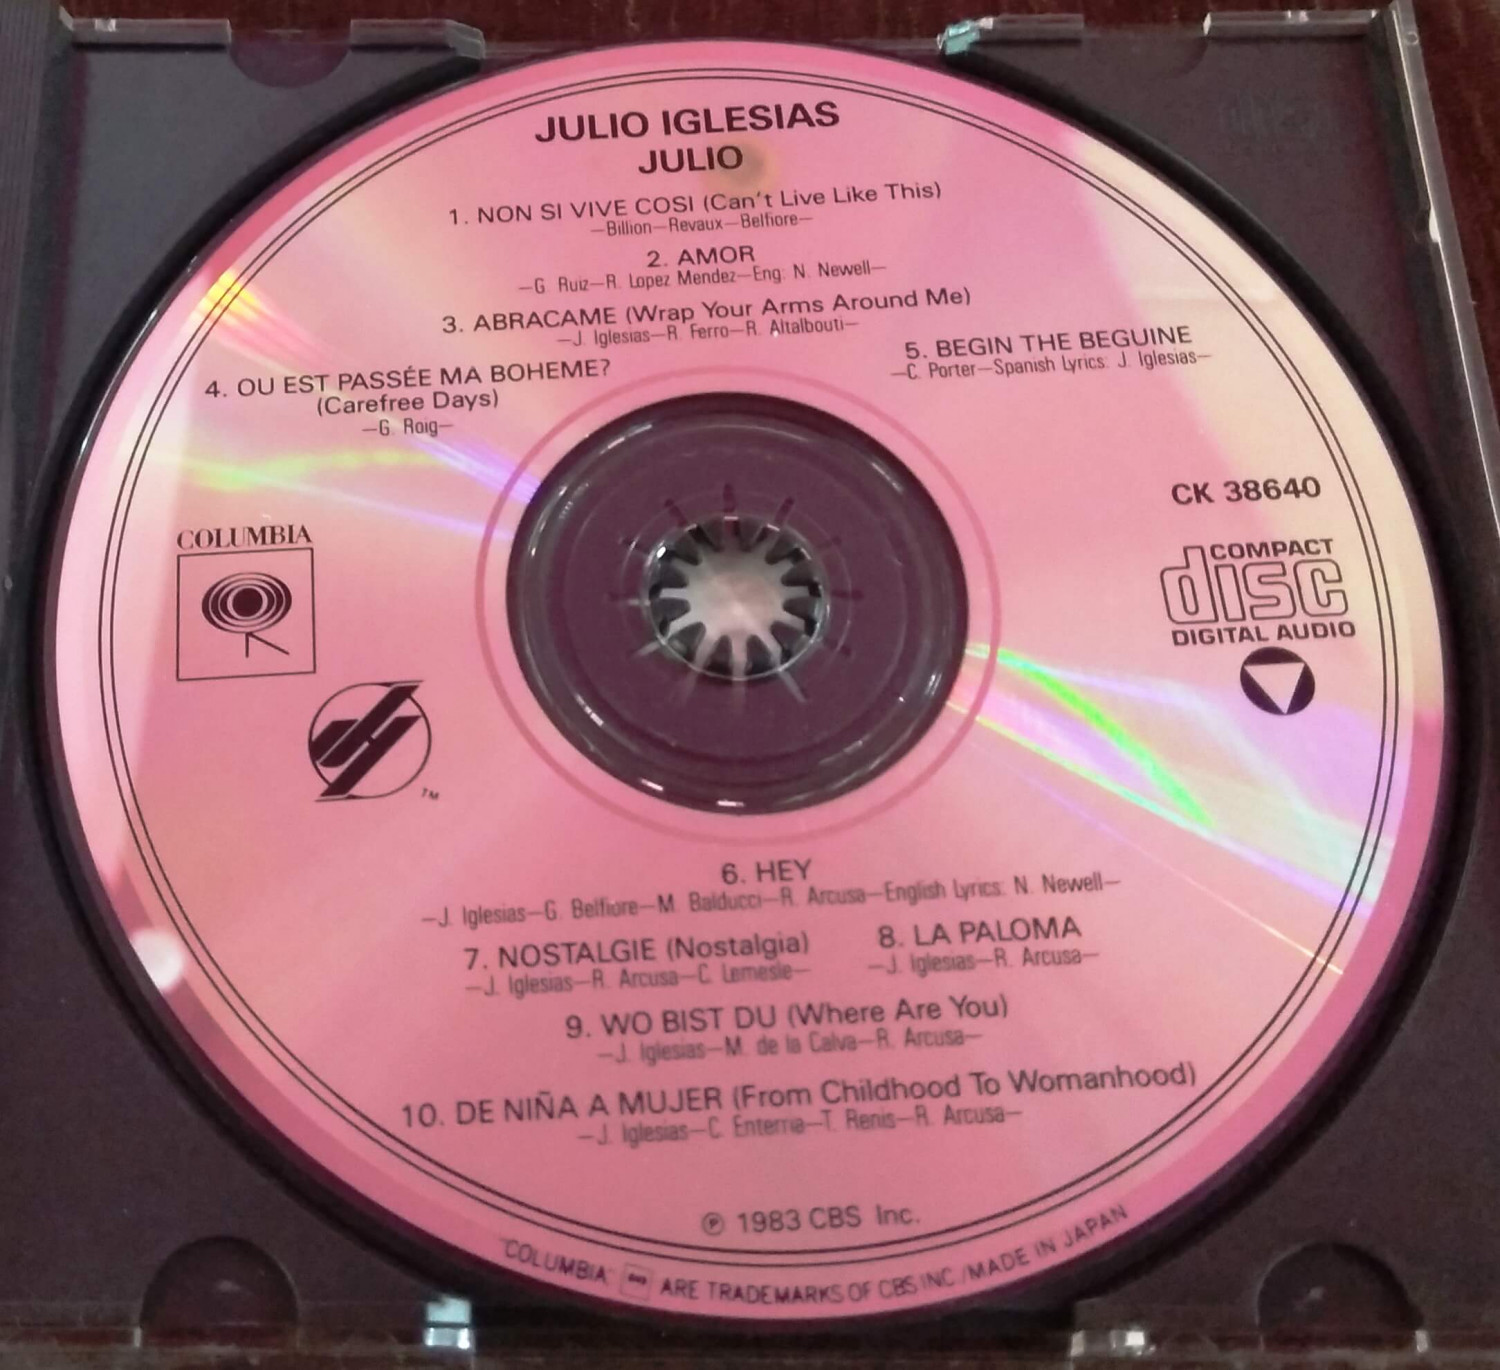 JULIO IGLESIAS
JULIO
1. NON SI VIVE COSI (Can't Live Like This)
—Billion—Revaux—Belfiore—
2. AMOR
—G. Ruiz—R. Lopez Mendez—Eng. N. Newell—
3. ABRACAME (Wrap Your Arms Around Me)
—J. Iglesias—R. Ferro—R. Altalbouti—
4. OU EST PASSÉE MA BOHEME?
(Carefree Days)
—G. Roig—
5. BEGIN THE BEGUINE
—C. Porter—Spanish Lyrics: J. Iglesias—
CK 38640
COLUMBIA
COMPACT
disc
DIGITAL AUDIO
TM
6. HEY
—J. Iglesias—G. Belfiore—M. Balducci—R. Arcusa—English Lyrics: N. Newell—
7. NOSTALGIE (Nostalgia)
—J. Iglesias—R. Arcusa—C. Lemesle—
8. LA PALOMA
—J. Iglesias—R. Arcusa—
9. WO BIST DU (Where Are You)
—J. Iglesias—M. de la Calva—R. Arcusa—
10. DE NIÑA A MUJER (From Childhood To Womanhood)
—J. Iglesias—C. Enterria—T. Renis—R. Arcusa—
℗ 1983 CBS Inc.
COLUMBIA ARE TRADEMARKS OF CBS INC./MADE IN JAPAN